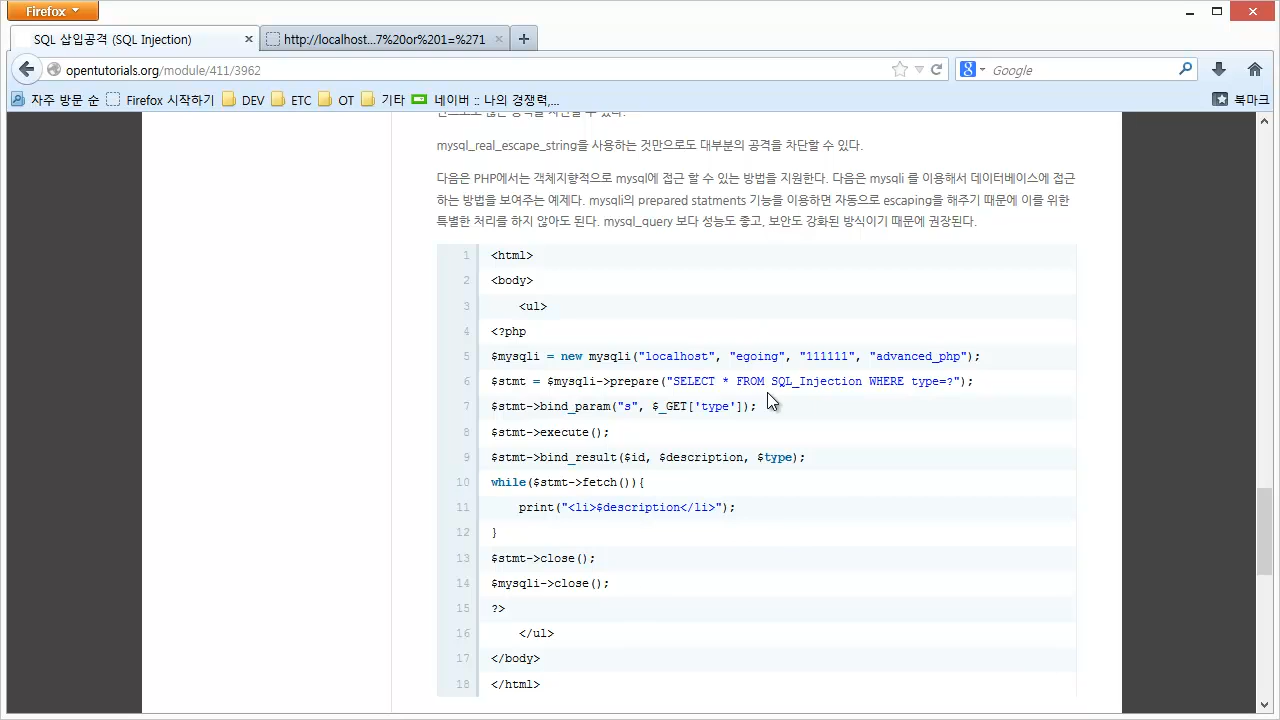 Firefox
SQL 삽입공격 (SQL Injection)
http://localhost...7%20or%201=%271
opentutorials.org/module/411/3962
Google
자주 방문 순
Firefox 시작하기
DEV
ETC
OT
기타
네이버 :: 나의 경쟁력,...
북마크
mysql_real_escape_string을 사용하는 것만으로도 대부분의 공격을 차단할 수 있다.
다음은 PHP에서는 객체지향적으로 mysql에 접근 할 수 있는 방법을 지원한다. 다음은 mysqli 를 이용해서 데이터베이스에 접근
하는 방법을 보여주는 예제다. mysqli의 prepared statments 기능을 이용하면 자동으로 escaping을 해주기 때문에 이를 위한
특별한 처리를 하지 않아도 된다. mysql_query 보다 성능도 좋고, 보안도 강화된 방식이기 때문에 권장된다.
1 <html>
2 <body>
3     <ul>
4 <?php
5 $mysqli = new mysqli("localhost", "egoing", "111111", "advanced_php");
6 $stmt = $mysqli->prepare("SELECT * FROM SQL_Injection WHERE type=?");
7 $stmt->bind_param("s", $_GET['type']);
8 $stmt->execute();
9 $stmt->bind_result($id, $description, $type);
10 while($stmt->fetch()){
11     print("<li>$description</li>");
12 }
13 $stmt->close();
14 $mysqli->close();
15 ?>
16     </ul>
17 </body>
18 </html>